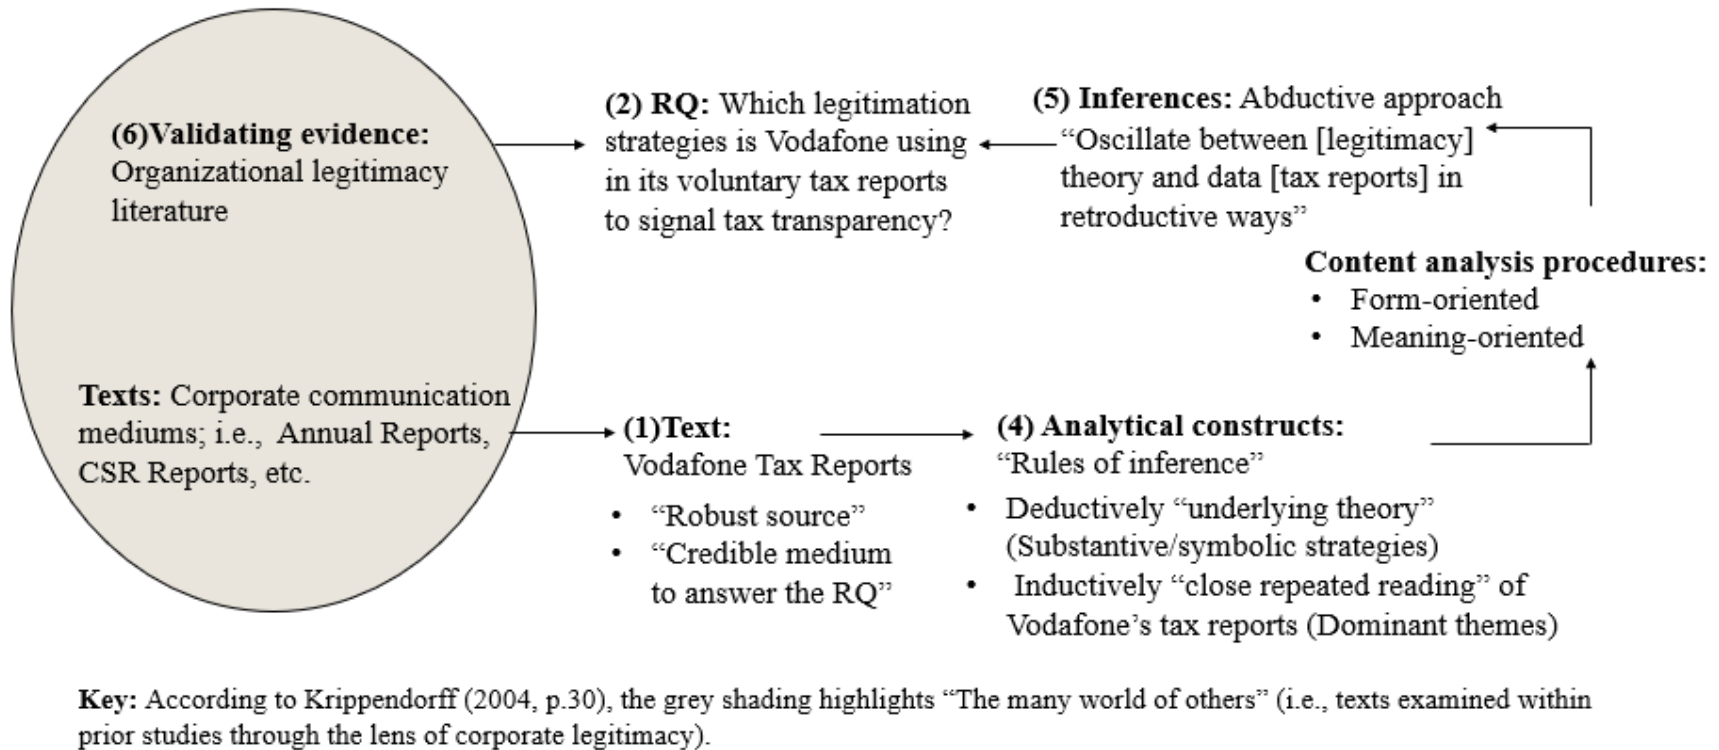 (6)Validating evidence:
Organizational legitimacy
literature
Texts: Corporate communication
mediums; i.e., Annual Reports,
CSR Reports, etc.
(2) RQ: Which legitimation
strategies is Vodafone using
in its voluntary tax reports
to signal tax transparency?
(5) Inferences: Abductive approach
“Oscillate between [legitimacy]
theory and data [tax reports] in
retroductive ways”
Content analysis procedures:
• Form-oriented
• Meaning-oriented
(1)Text:
Vodafone Tax Reports
• “Robust source”
• “Credible medium
to answer the RQ”
(4) Analytical constructs:
“Rules of inference”
• Deductively “underlying theory”
(Substantive/symbolic strategies)
• Inductively “close repeated reading” of
Vodafone’s tax reports (Dominant themes)
Key: According to Krippendorff (2004, p.30), the grey shading highlights “The many world of others” (i.e., texts examined within
prior studies through the lens of corporate legitimacy).